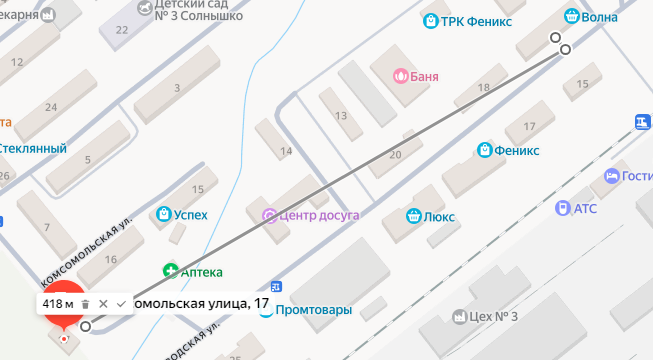 Детский сад
№ 3 Солнышко
екарня
22
ТРК Феникс
Волна
12
3
Баня
24
18
15
13
та
17
Стеклянный
5
14
20
Феникс
26
Гости
15
7
Успех
Центр досуга
Люкс
АТС
КОМСОМОЛЬСКАЯ УЛ.
16
Аптека
418 м
омольская улица, 17
Промтовары
Цех № 3
ОДСКАЯ УЛ.